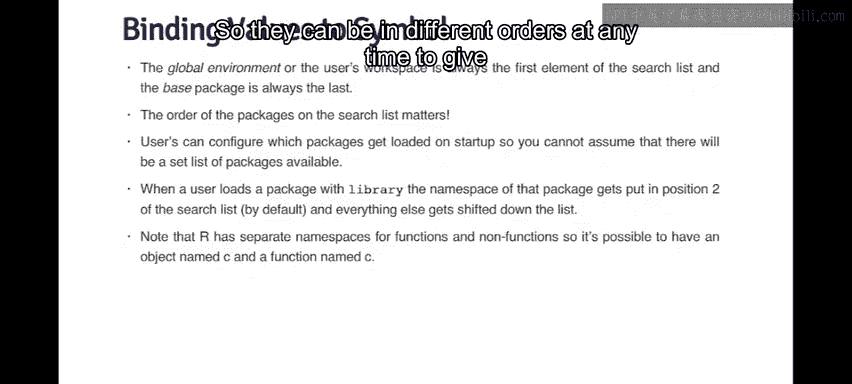 Binding Values to Symbol
So they can be in different orders at any
time to give
· The global environment or the user's workspace is always the first element of the search list and
the base package is always the last.
· The order of the packages on the search list matters!
· User's can configure which packages get loaded on startup so you cannot assume that there will
be a set list of packages available.
· When a user loads a package with library the namespace of that package gets put in position 2
of the search list (by default) and everything else gets shifted down the list.
· Note that R has separate namespaces for functions and non-functions so it's possible to have an
object named c and a function named c.